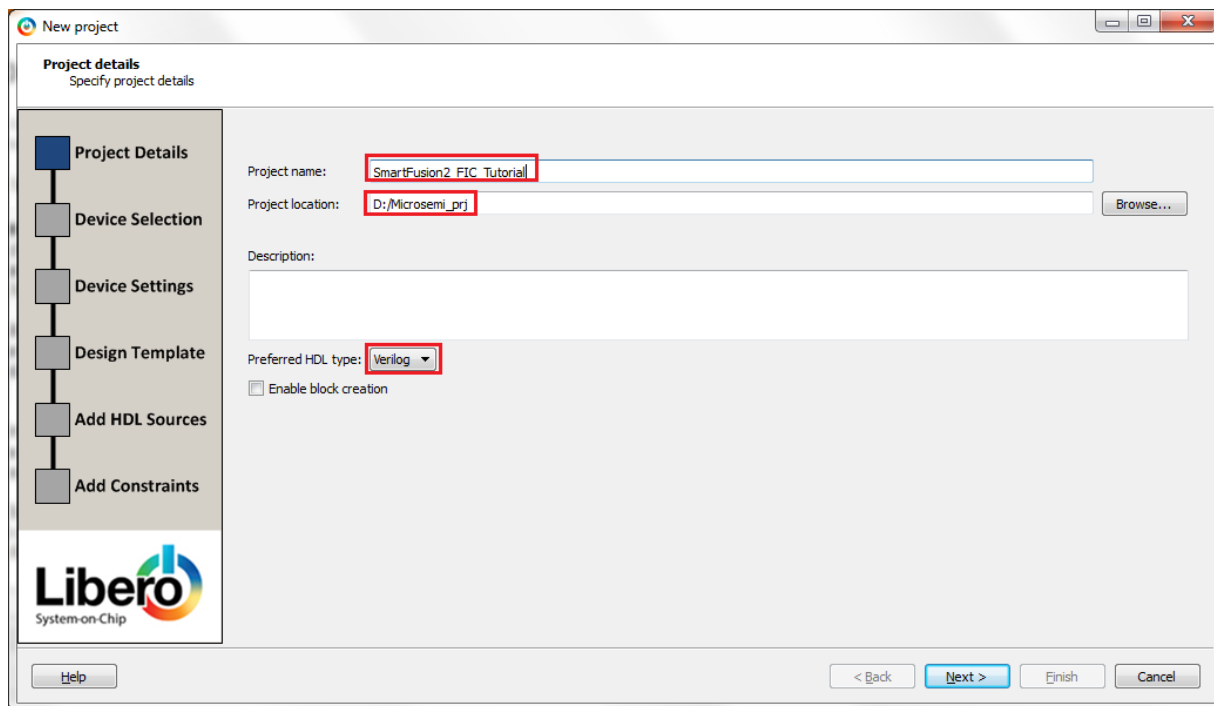 New project
Project details
Specify project details
Project Details
Device Selection
Device Settings
Design Template
Add HDL Sources
Add Constraints
Libero
System-on-Chip
Project name: SmartFusion2_FIC_Tutorial
Project location: D:/Microsemi_prj Browse...
Description:
Preferred HDL type: Verilog
Enable block creation
Help < Back Next > Finish Cancel